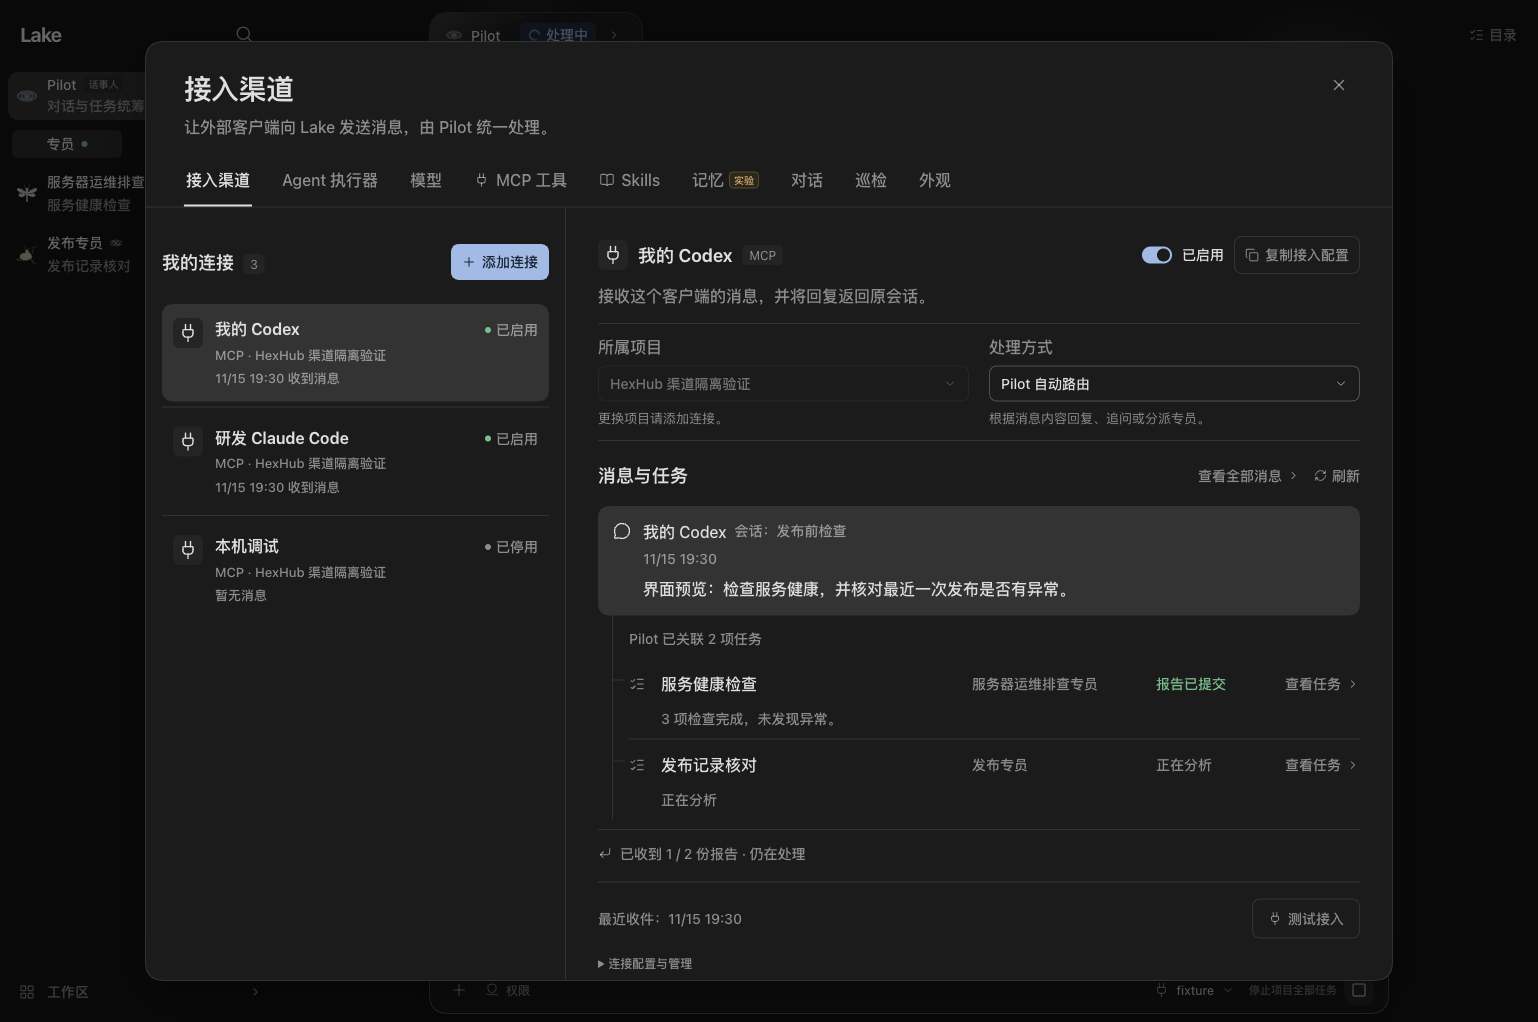 Lake
Pilot 处理中
目录
Pilot 话事人
对话与任务统筹
专员
服务器运维排查
服务健康检查
发布专员
发布记录核对
工作区
接入渠道
让外部客户端向 Lake 发送消息，由 Pilot 统一处理。
接入渠道 Agent 执行器 模型 MCP 工具 Skills 记忆 实验 对话 巡检 外观
我的连接 3
添加连接
我的 Codex 已启用
MCP · HexHub 渠道隔离验证
11/15 19:30 收到消息
研发 Claude Code 已启用
MCP · HexHub 渠道隔离验证
11/15 19:30 收到消息
本机调试 已停用
MCP · HexHub 渠道隔离验证
暂无消息
我的 Codex MCP
已启用 复制接入配置
接收这个客户端的消息，并将回复返回原会话。
所属项目
HexHub 渠道隔离验证
更换项目请添加连接。
处理方式
Pilot 自动路由
根据消息内容回复、追问或分派专员。
消息与任务
查看全部消息 刷新
我的 Codex 会话：发布前检查
11/15 19:30
界面预览：检查服务健康，并核对最近一次发布是否有异常。
Pilot 已关联 2 项任务
服务健康检查 服务器运维排查专员 报告已提交 查看任务
3 项检查完成，未发现异常。
发布记录核对 发布专员 正在分析 查看任务
正在分析
已收到 1 / 2 份报告 · 仍在处理
最近收件：11/15 19:30
测试接入
连接配置与管理
权限
fixture 停止项目全部任务